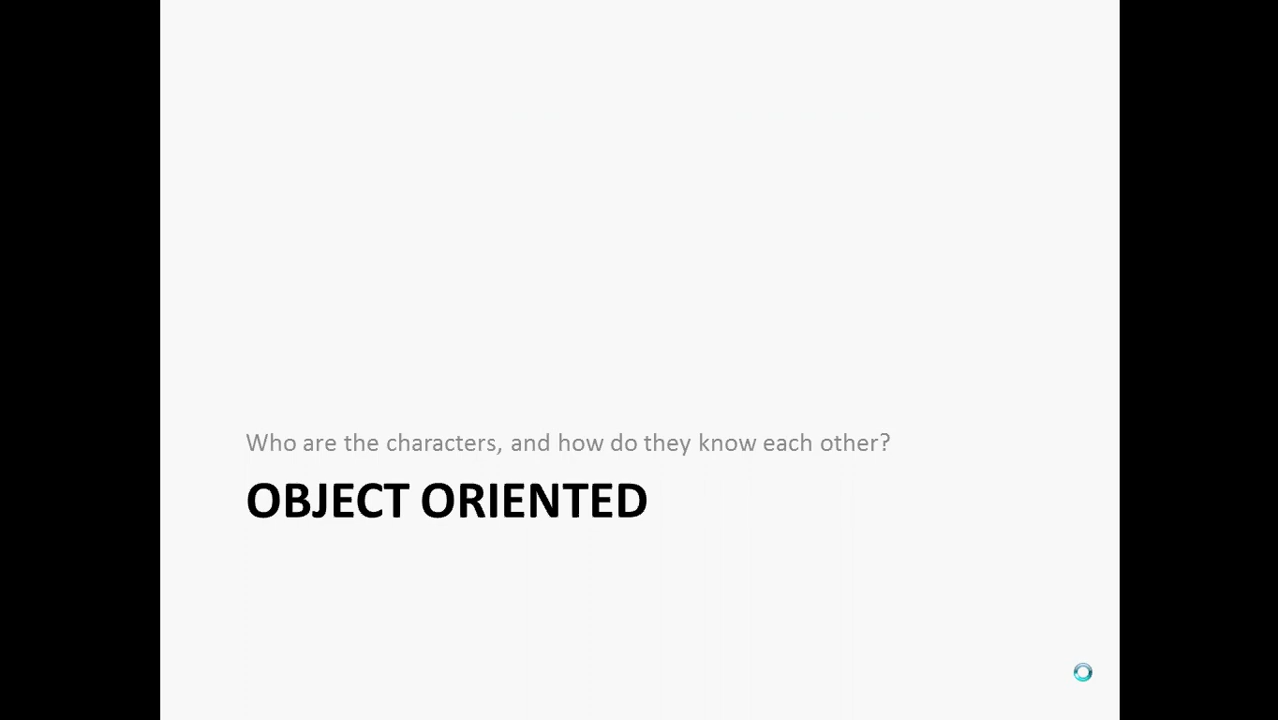 Who are the characters, and how do they know each other?
OBJECT ORIENTED